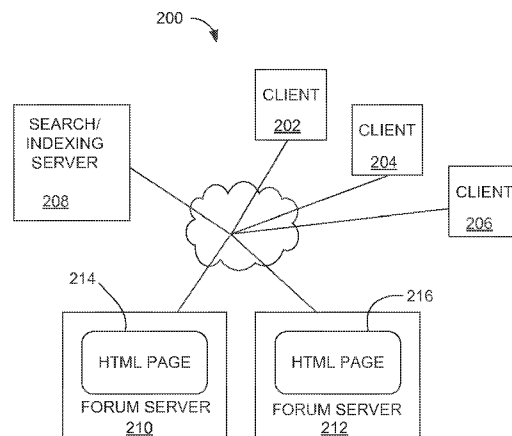 200
CLIENT
202
SEARCH/
INDEXING
SERVER
208
CLIENT
204
CLIENT
206
214
216
HTML PAGE
FORUM SERVER
210
HTML PAGE
FORUM SERVER
212